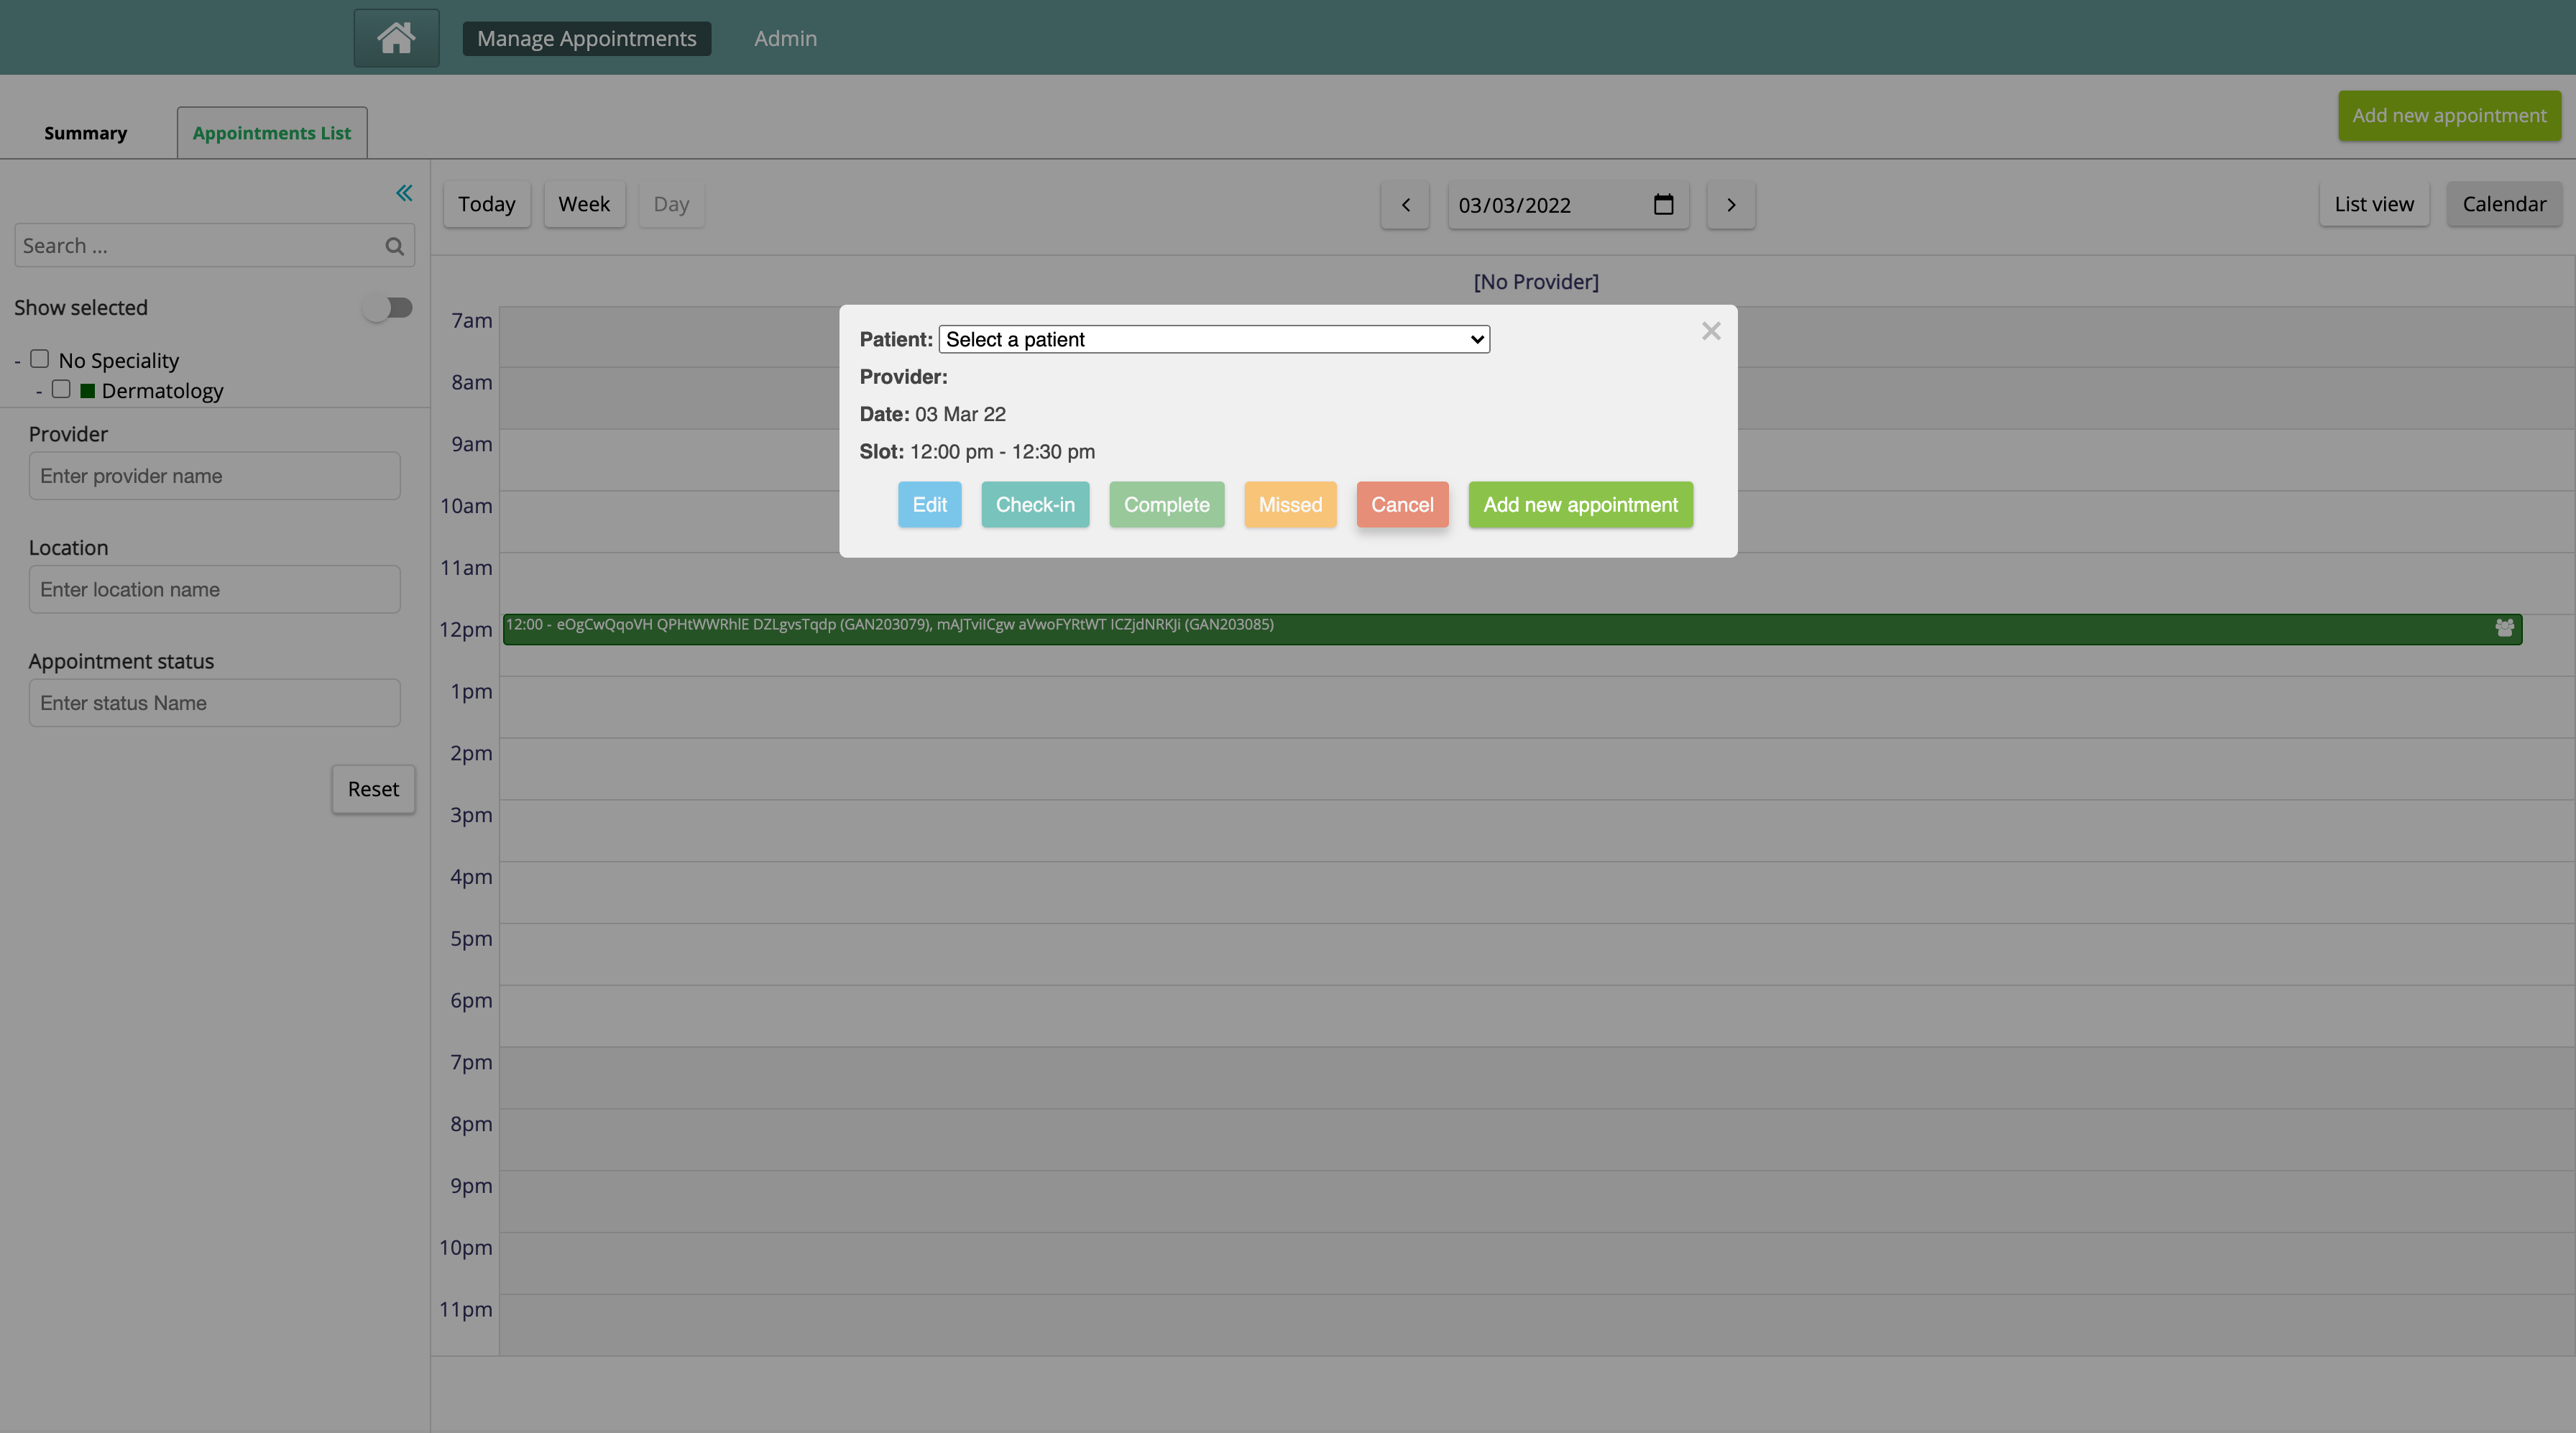 Manage Appointments
Admin
Summary
Appointments List
Add new appointment
Today
Week
Day
03/03/2022
List view
Calendar
Search ...
Show selected
- No Speciality
- Dermatology
Provider
Enter provider name
Location
Enter location name
Appointment status
Enter status Name
Reset
[No Provider]
Patient: Select a patient
Provider:
Date: 03 Mar 22
Slot: 12:00 pm - 12:30 pm
Edit
Check-in
Complete
Missed
Cancel
Add new appointment
7am
8am
9am
10am
11am
12pm
12:00 - eOgCwQqoVH QPHtWWRhlE DZLgvsTqdp (GAN203079), mAJTvilCgw aVwoFYRtWT ICZjdNRKJi (GAN203085)
1pm
2pm
3pm
4pm
5pm
6pm
7pm
8pm
9pm
10pm
11pm